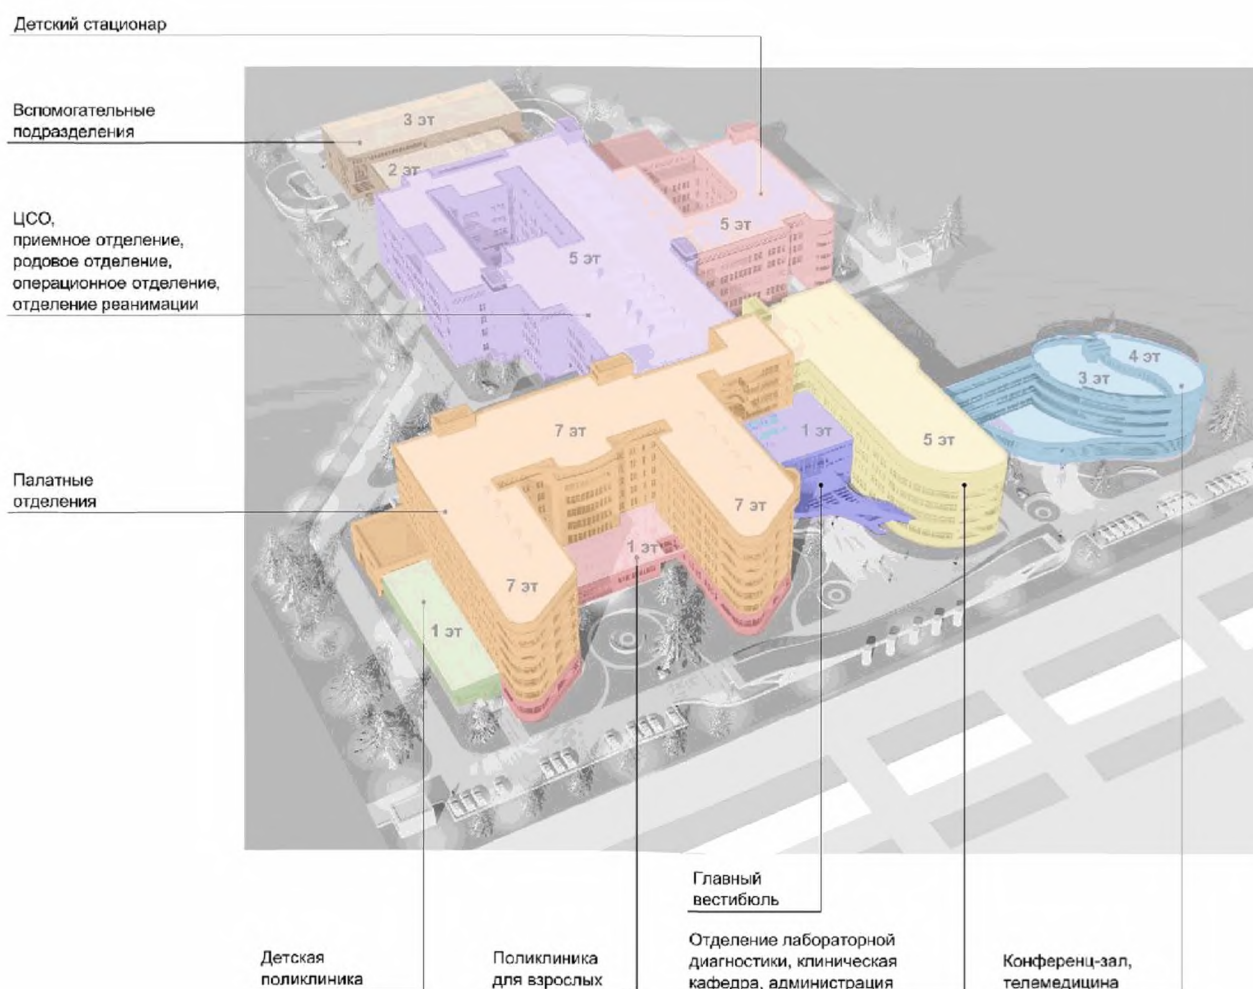 Детский стационар
Вспомогательные
подразделения
ЦСО,
приемное отделение,
родовое отделение,
операционное отделение,
отделение реанимации
Палатные
отделения
3 эт
2 эт
5 эт
5 эт
4 эт
3 эт
7 эт
1 эт
5 эт
7 эт
1 эт
7 эт
1 эт
Главный
вестибюль
Детская
поликлиника
Поликлиника
для взрослых
Отделение лабораторной
диагностики, клиническая
кафедра, администрация
Конференц-зал,
телемедицина